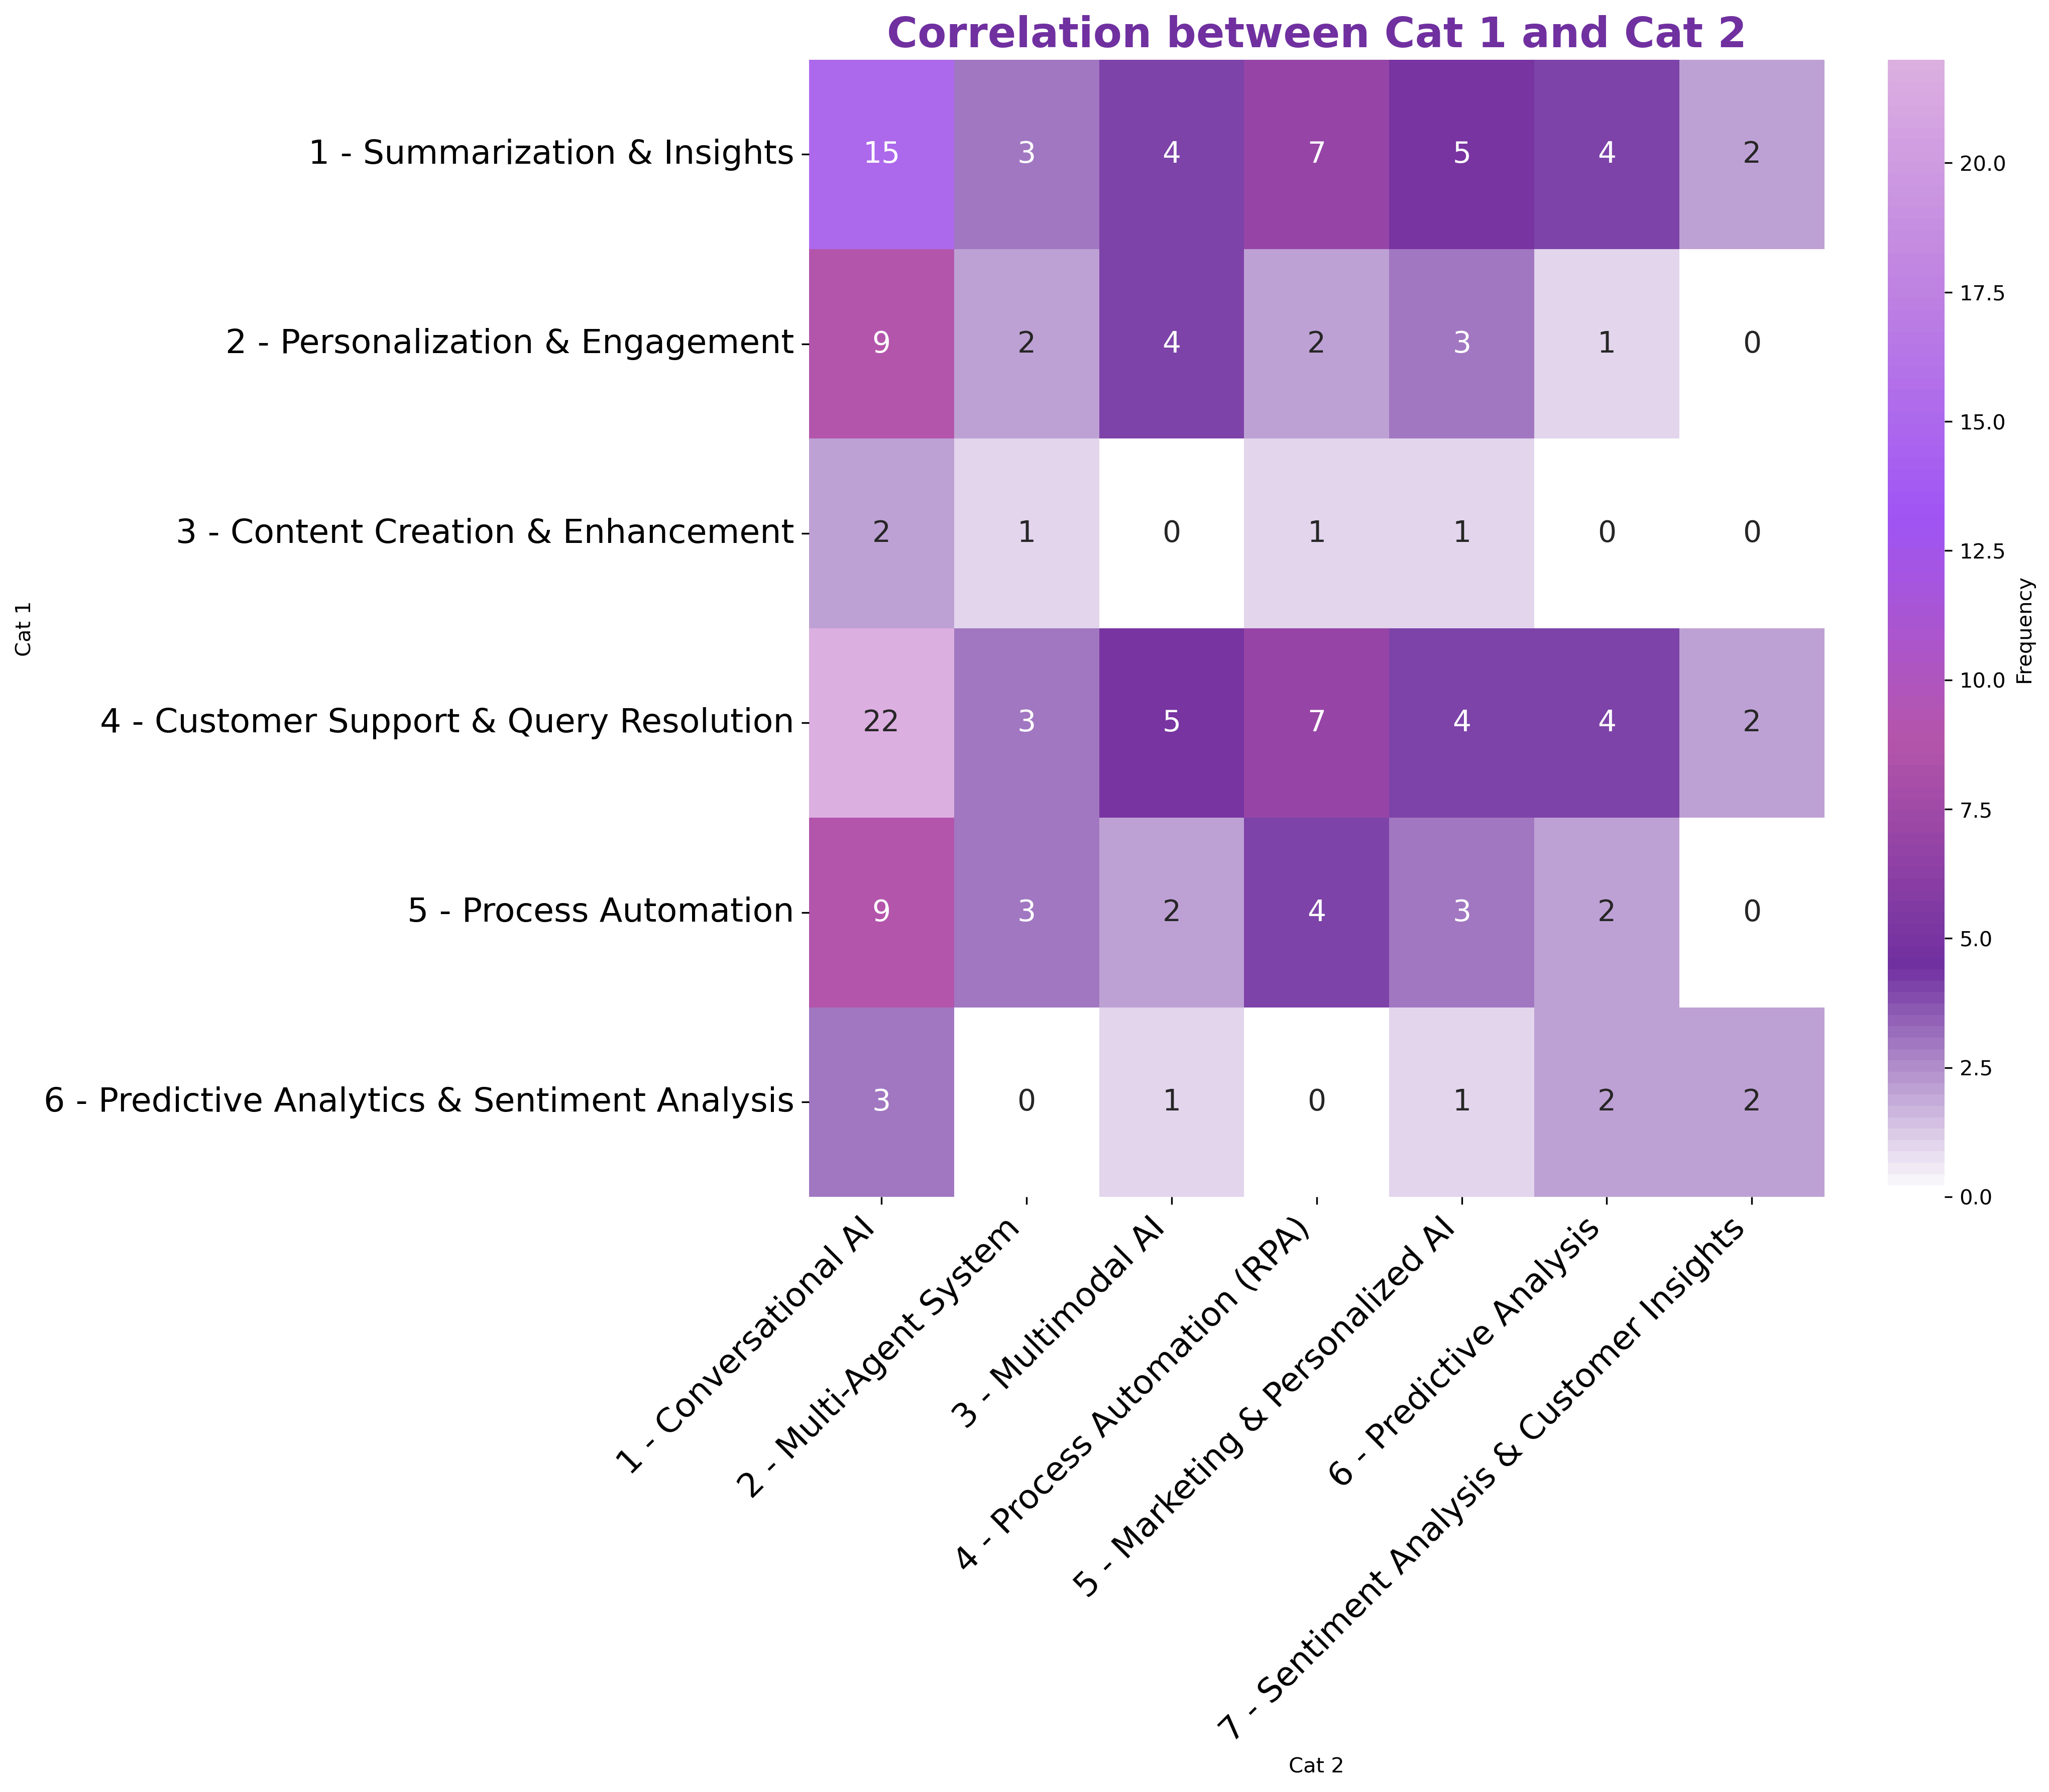 Correlation between Cat 1 and Cat 2
1 - Summarization & Insights
15 3 4 7 5 4 2
2 - Personalization & Engagement
9 2 4 2 3 1 0
3 - Content Creation & Enhancement
2 1 0 1 1 0 0
4 - Customer Support & Query Resolution
22 3 5 7 4 4 2
5 - Process Automation
9 3 2 4 3 2 0
6 - Predictive Analytics & Sentiment Analysis
3 0 1 0 1 2 2
Cat 1
1 - Conversational AI
2 - Multi-Agent System
3 - Multimodal AI
4 - Process Automation (RPA)
5 - Marketing & Personalized AI
6 - Predictive Analysis
7 - Sentiment Analysis & Customer Insights
Cat 2
20.0
17.5
15.0
12.5
10.0
7.5
5.0
2.5
0.0
Frequency